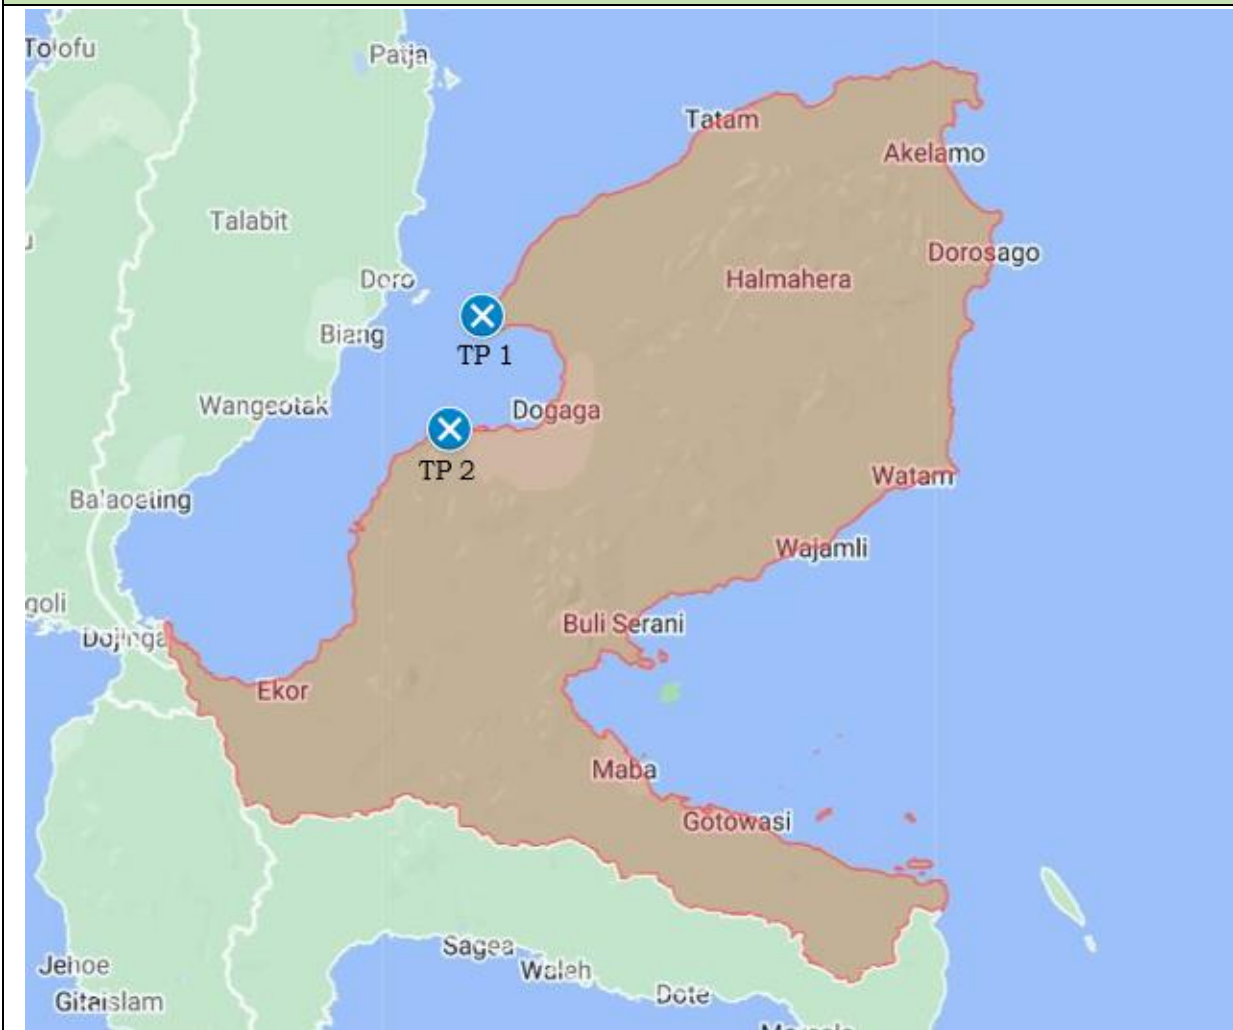 Tolofu
Patja
Tatam
Akelamo
Talabit
Dorosago
Doro
Halmahera
Biang
TP 1
Wangeotak
Dogaga
TP 2
Watam
Balaoeting
Wajamli
goli
Buli Serani
Dojinga
Ekor
Maba
Gotowasi
Sagea
Jehoe
Waleh
Dote
Gitaislam